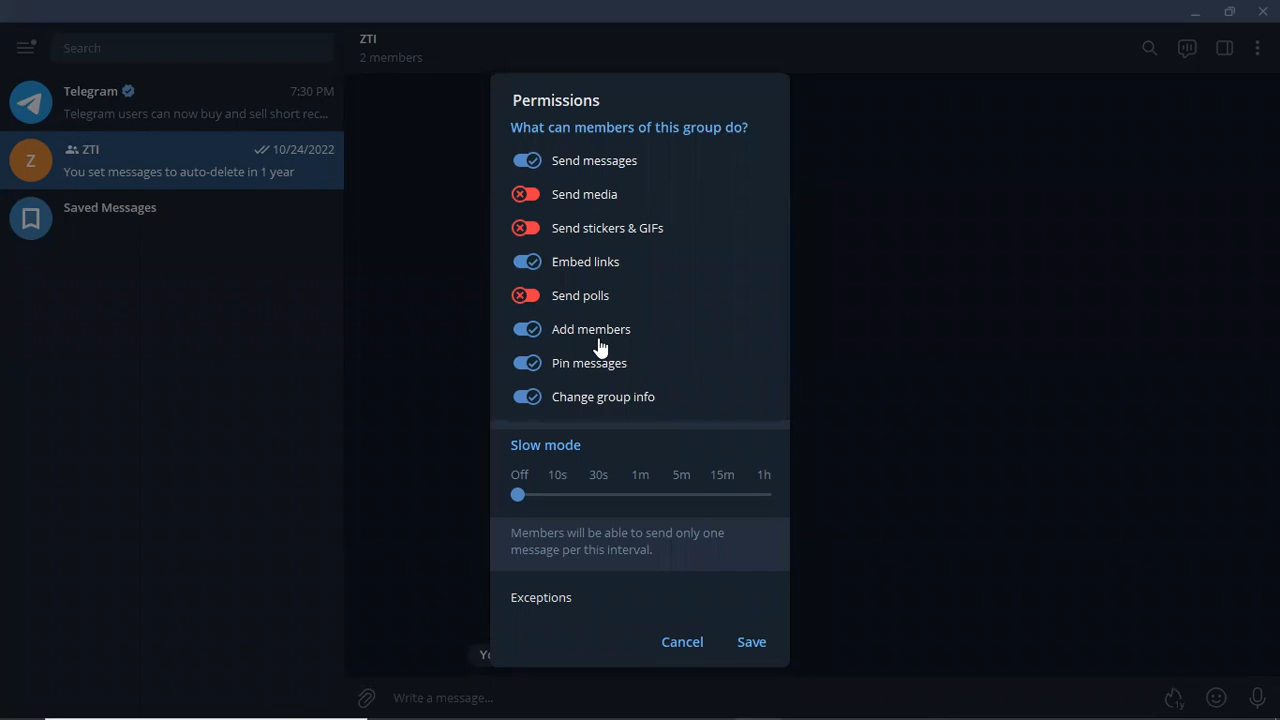 Search
ZTI
2 members
Telegram 7:30 PM
Telegram users can now buy and sell short rec...
Z
ZTI 10/24/2022
You set messages to auto-delete in 1 year
Saved Messages
Permissions
What can members of this group do?
Send messages
Send media
Send stickers & GIFs
Embed links
Send polls
Add members
Pin messages
Change group info
Slow mode
Off 10s 30s 1m 5m 15m 1h
Members will be able to send only one
message per this interval.
Exceptions
Cancel Save
Write a message...
1y